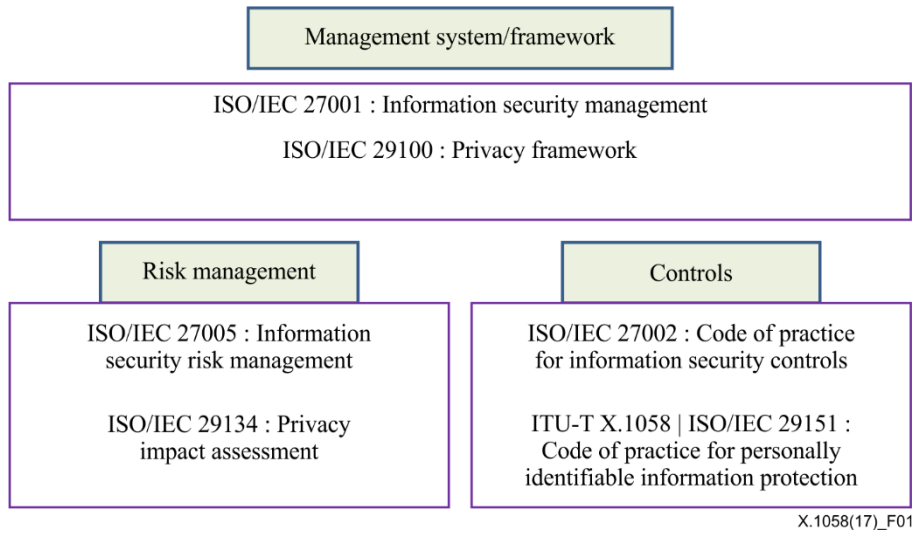 Management system/framework
ISO/IEC 27001 : Information security management
ISO/IEC 29100 : Privacy framework
Risk management
ISO/IEC 27005 : Information
security risk management
ISO/IEC 29134 : Privacy
impact assessment
Controls
ISO/IEC 27002 : Code of practice
for information security controls
ITU-T X.1058 | ISO/IEC 29151 :
Code of practice for personally
identifiable information protection
X.1058(17)_F01